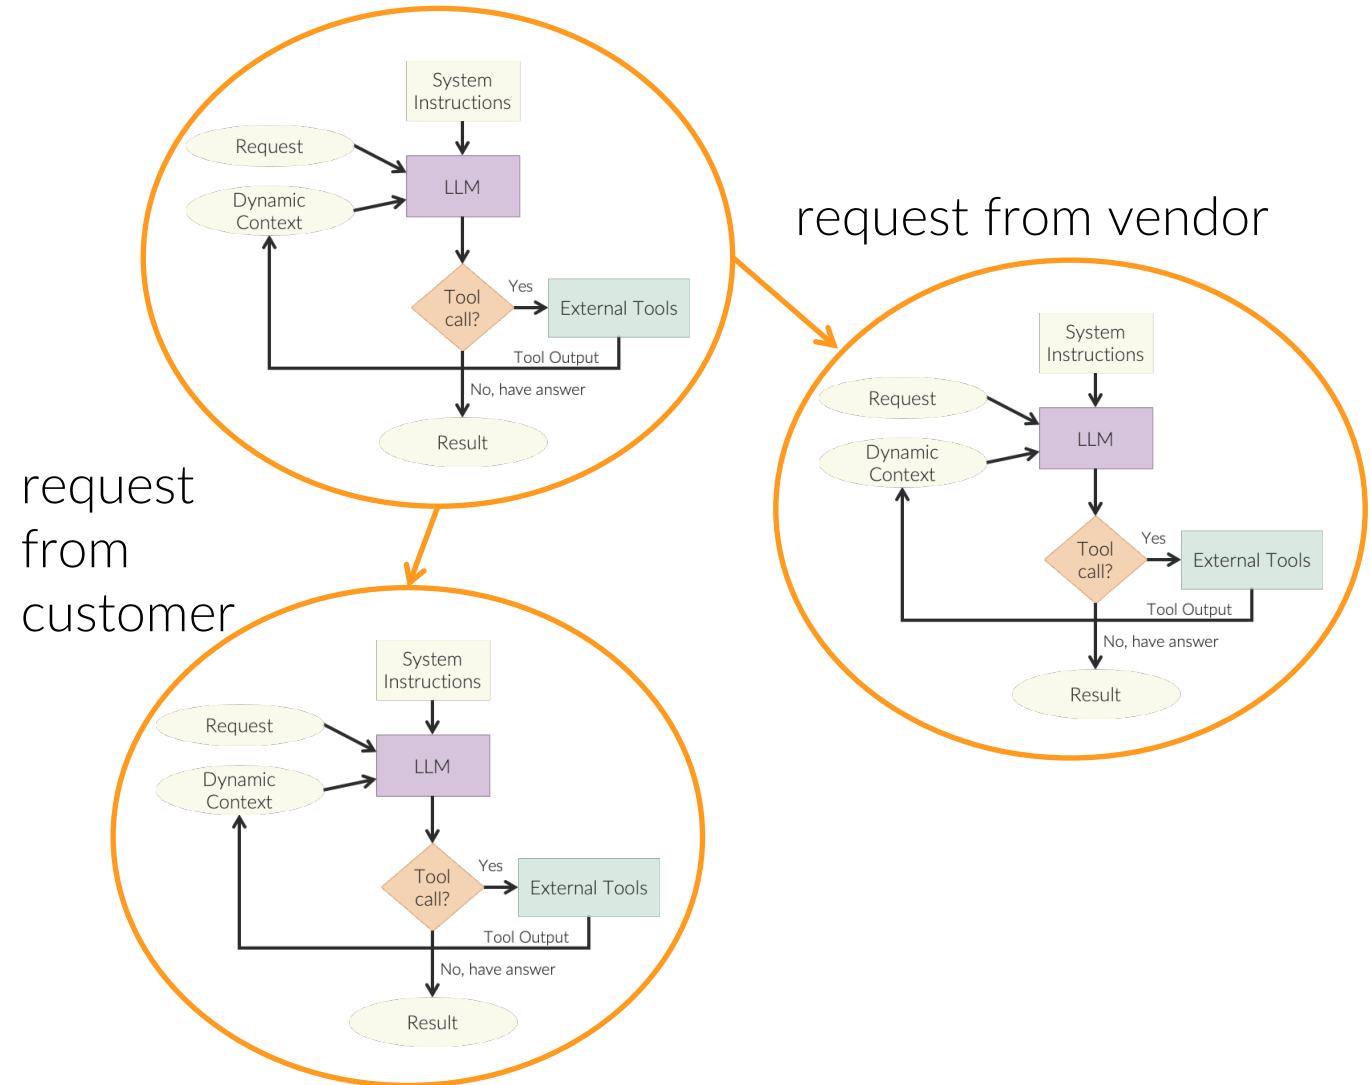 System
Instructions
Request
LLM
Dynamic
Context
Tool
call?
Yes
External Tools
Tool Output
No, have answer
Result
request from vendor
System
Instructions
Request
LLM
Dynamic
Context
Tool
call?
Yes
External Tools
Tool Output
No, have answer
Result
request
from
customer
System
Instructions
Request
LLM
Dynamic
Context
Tool
call?
Yes
External Tools
Tool Output
No, have answer
Result